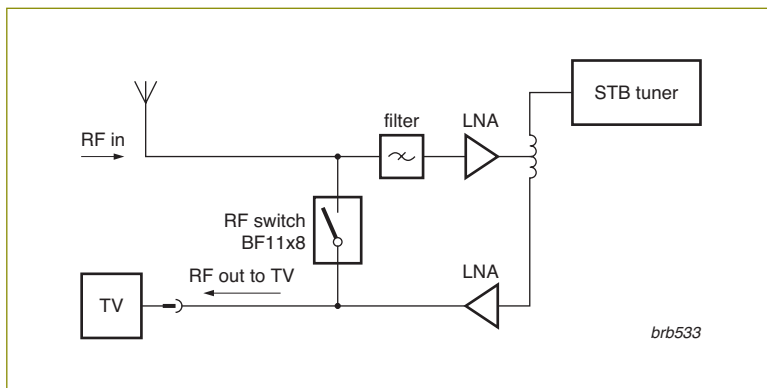 STB tuner
filter
LNA
RF in
RF switch
BF11x8
RF out to TV
LNA
TV
brb533